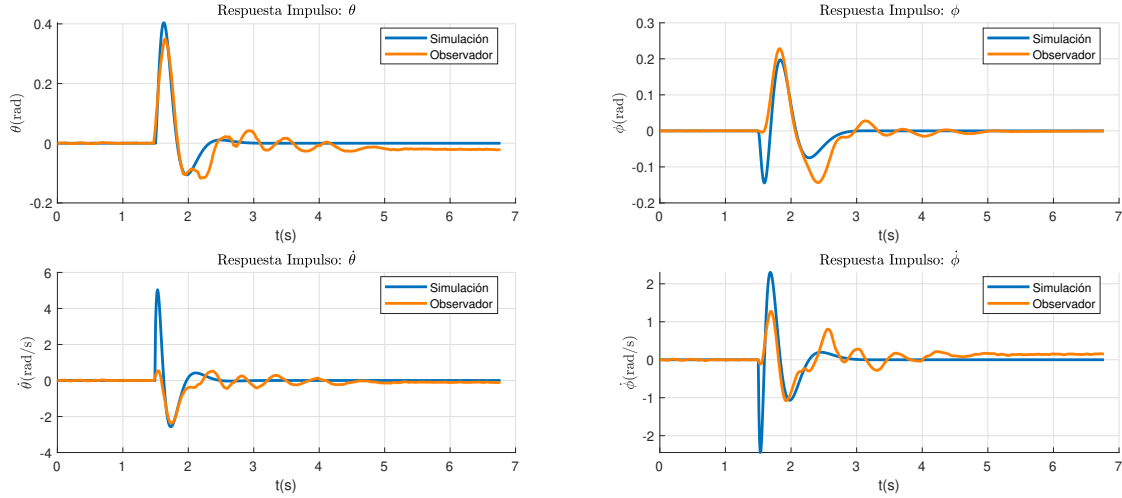 Respuesta Impulso: θ
0.4
0.2
0
-0.2
θ(rad)
0 1 2 3 4 5 6 7
t(s)
Simulación
Observador
Respuesta Impulso: ϕ
0.3
0.2
0.1
0
-0.1
-0.2
ϕ(rad)
0 1 2 3 4 5 6 7
t(s)
Simulación
Observador
Respuesta Impulso: θ̇
6
4
2
0
-2
-4
θ̇(rad/s)
0 1 2 3 4 5 6 7
t(s)
Simulación
Observador
Respuesta Impulso: ϕ̇
2
1
0
-1
-2
ϕ̇(rad/s)
0 1 2 3 4 5 6 7
t(s)
Simulación
Observador